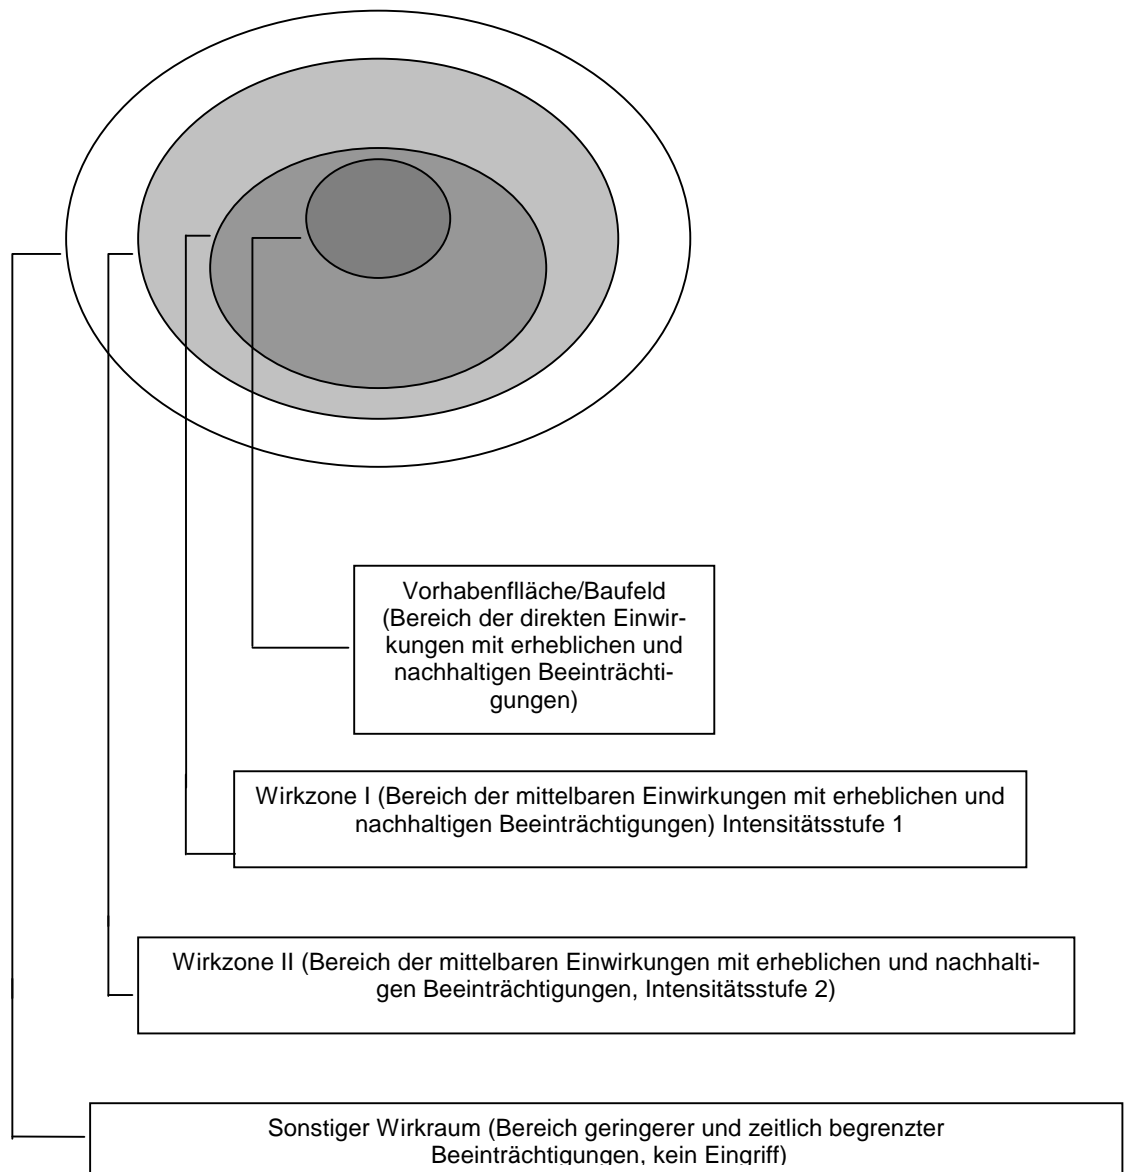 Vorhabenflläche/Baufeld
(Bereich der direkten Einwir-
kungen mit erheblichen und
nachhaltigen Beeinträchti-
gungen)
Wirkzone I (Bereich der mittelbaren Einwirkungen mit erheblichen und
nachhaltigen Beeinträchtigungen) Intensitätsstufe 1
Wirkzone II (Bereich der mittelbaren Einwirkungen mit erheblichen und nachhalti-
gen Beeinträchtigungen, Intensitätsstufe 2)
Sonstiger Wirkraum (Bereich geringerer und zeitlich begrenzter
Beeinträchtigungen, kein Eingriff)